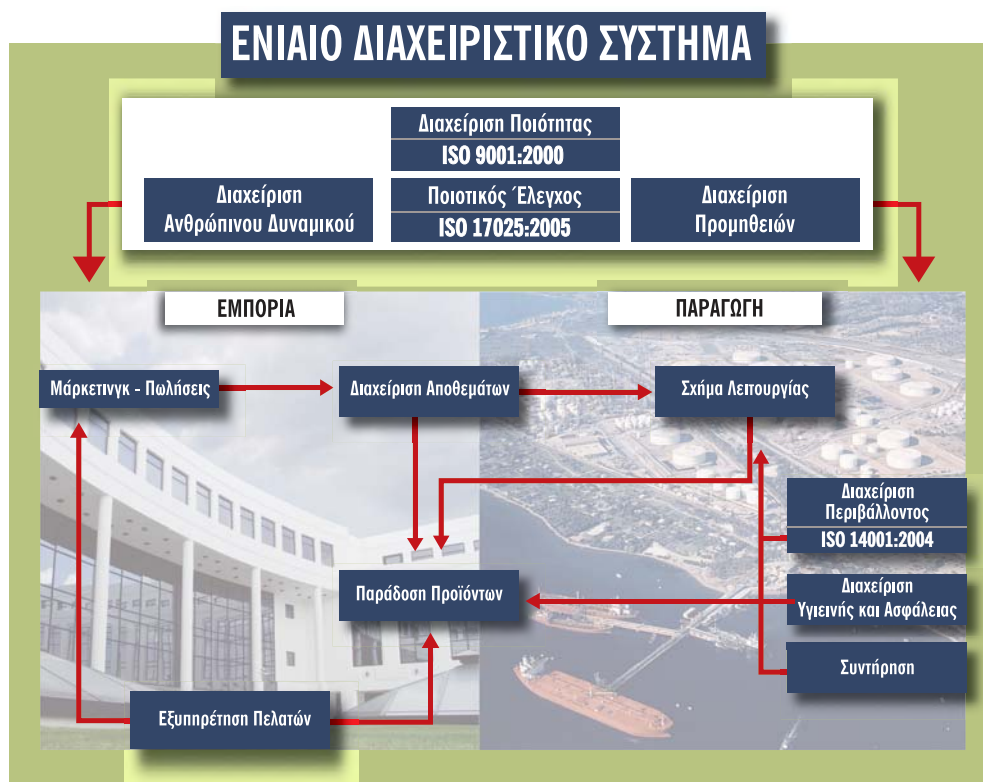 ΕΝΙΑΙΟ ΔΙΑΧΕΙΡΙΣΤΙΚΟ ΣΥΣΤΗΜΑ
Διαχείριση Ποιότητας
ISO 9001:2000
Διαχείριση
Ανθρώπινου Δυναμικού
Ποιοτικός Έλεγχος
ISO 17025:2005
Διαχείριση
Προμηθειών
ΕΜΠΟΡΙΑ
ΠΑΡΑΓΩΓΗ
Μάρκετινγκ - Πωλήσεις
Διαχείριση Αποθεμάτων
Σχήμα Λειτουργίας
Διαχείριση
Περιβάλλοντος
ISO 14001:2004
Παράδοση Προϊόντων
Διαχείριση
Υγιεινής και Ασφάλειας
Συντήρηση
Εξυπηρέτηση Πελατών